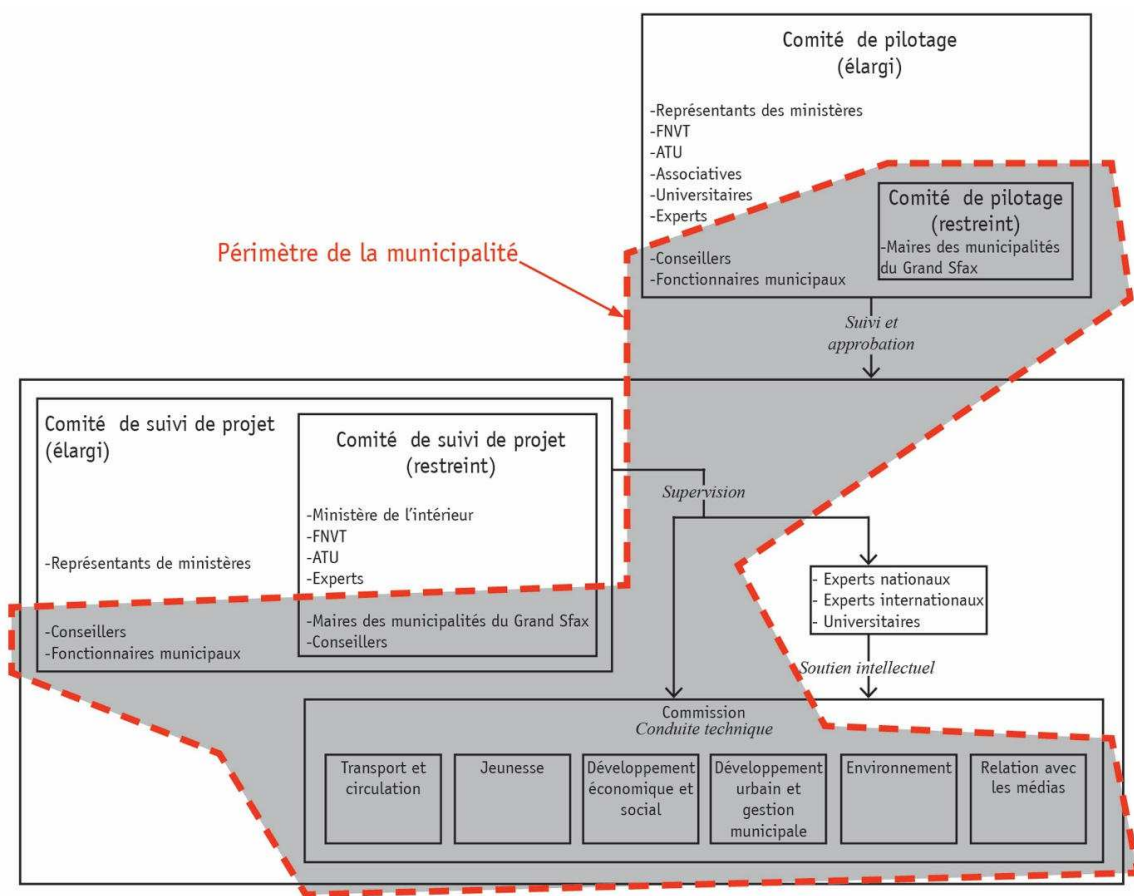 Comité de pilotage
(élargi)
-Représentants des ministères
-FNVT
-ATU
-Associatives
-Universitaires
-Experts
-Conseillers
-Fonctionnaires municipaux
Comité de pilotage
(restreint)
-Maires des municipalités
du Grand Sfax
Périmètre de la municipalité
Suivi et
approbation
Comité de suivi de projet
(élargi)
-Représentants de ministères
-Conseillers
-Fonctionnaires municipaux
Comité de suivi de projet
(restreint)
-Ministère de l'intérieur
-FNVT
-ATU
-Experts
-Maires des municipalités du Grand Sfax
-Conseillers
Supervision
- Experts nationaux
- Experts internationaux
- Universitaires
Soutien intellectuel
Commission
Conduite technique
Transport et
circulation
Jeunesse
Développement
économique et
social
Développement
urbain et
gestion
municipale
Environnement
Relation avec
les médias